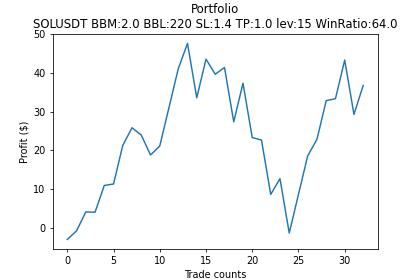 Portfolio
SOLUSDT BBM:2.0 BBL:220 SL:1.4 TP:1.0 lev:15 WinRatio:64.0
50
40
30
20
10
0
Profit ($)
0 5 10 15 20 25 30
Trade counts